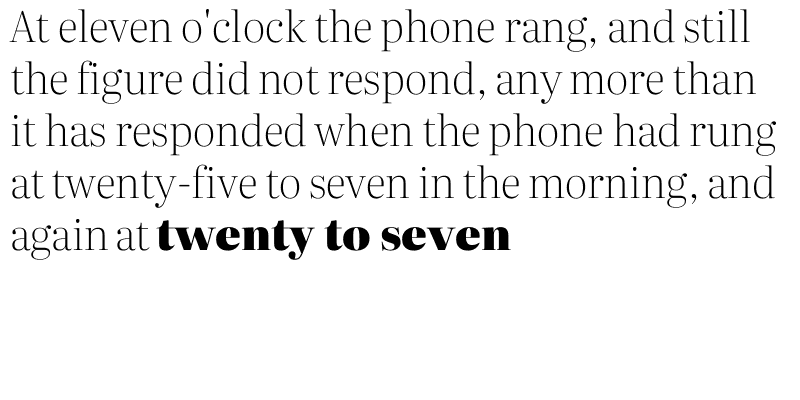 At eleven o'clock the phone rang, and still
the figure did not respond, any more than
it has responded when the phone had rung
at twenty-five to seven in the morning, and
again at twenty to seven